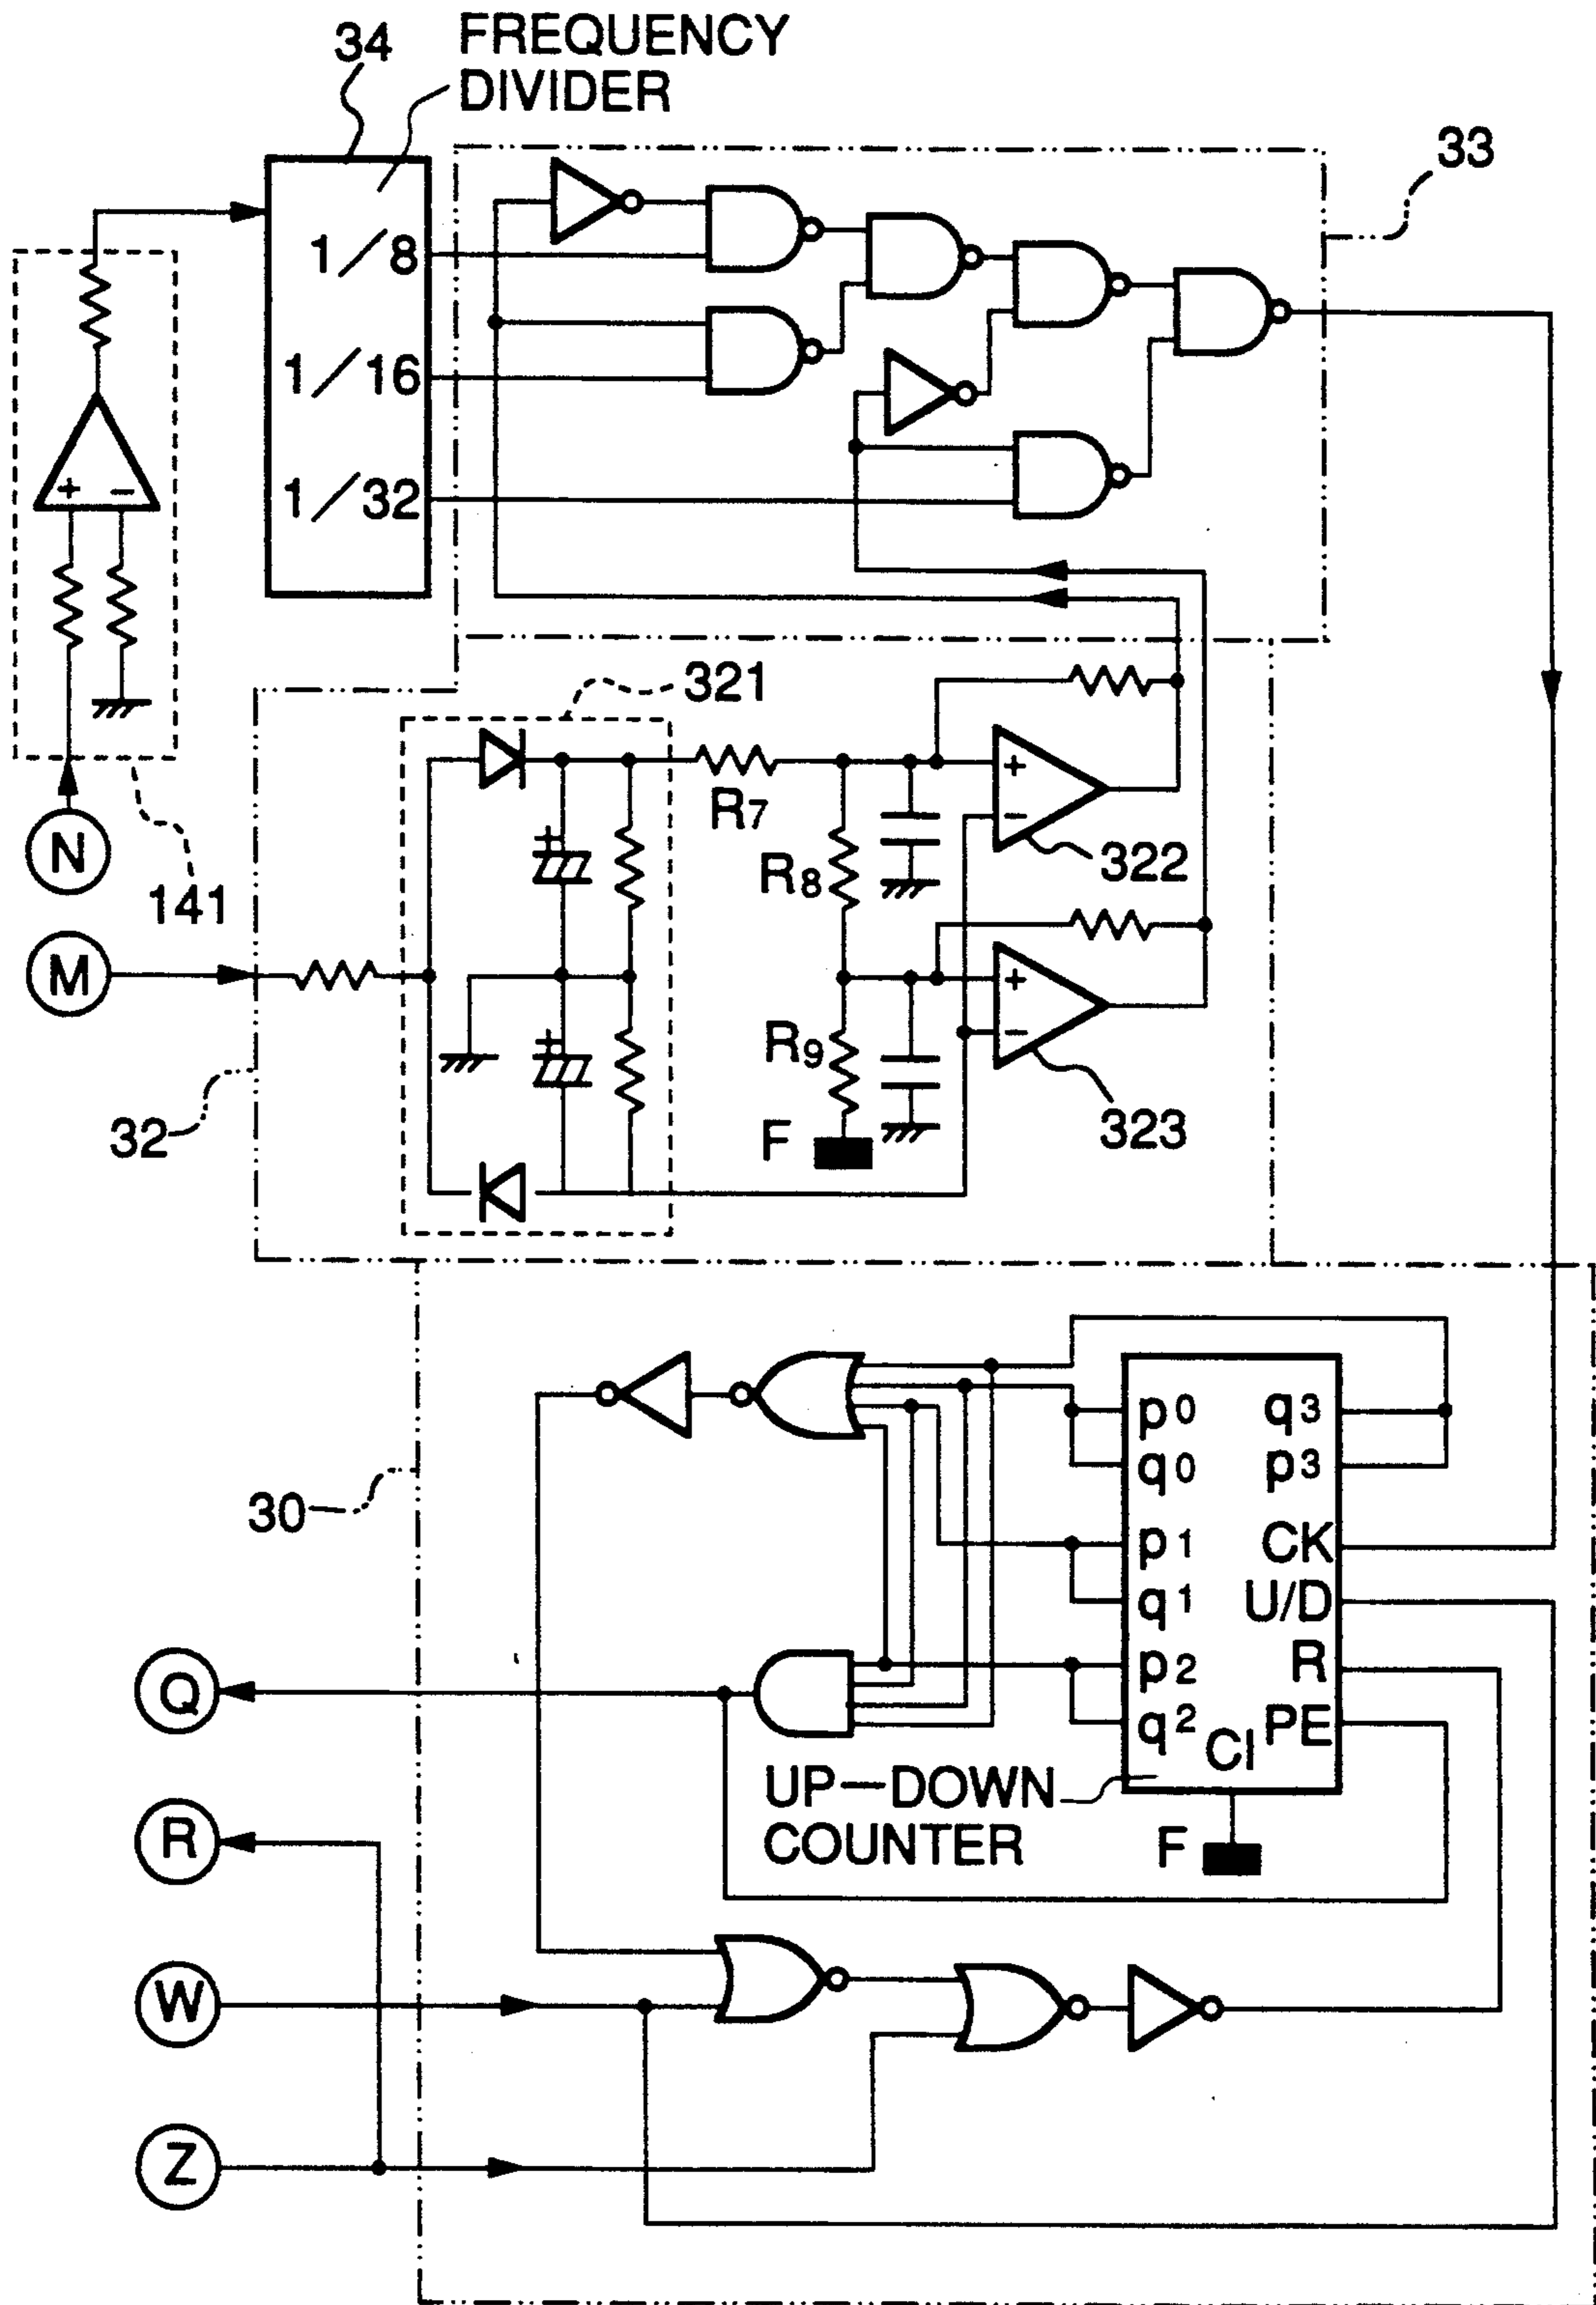 34
FREQUENCY
DIVIDER
33
1/8
1/16
1/32
+ −
N
141
M
32
321
R7
+
−
322
R8
+
−
323
R9
F
+
+
30
p0 q3
q0 p3
p1 CK
q1 U/D
p2 R
q2 CI PE
UP−DOWN
COUNTER
F
Q
R
W
Z